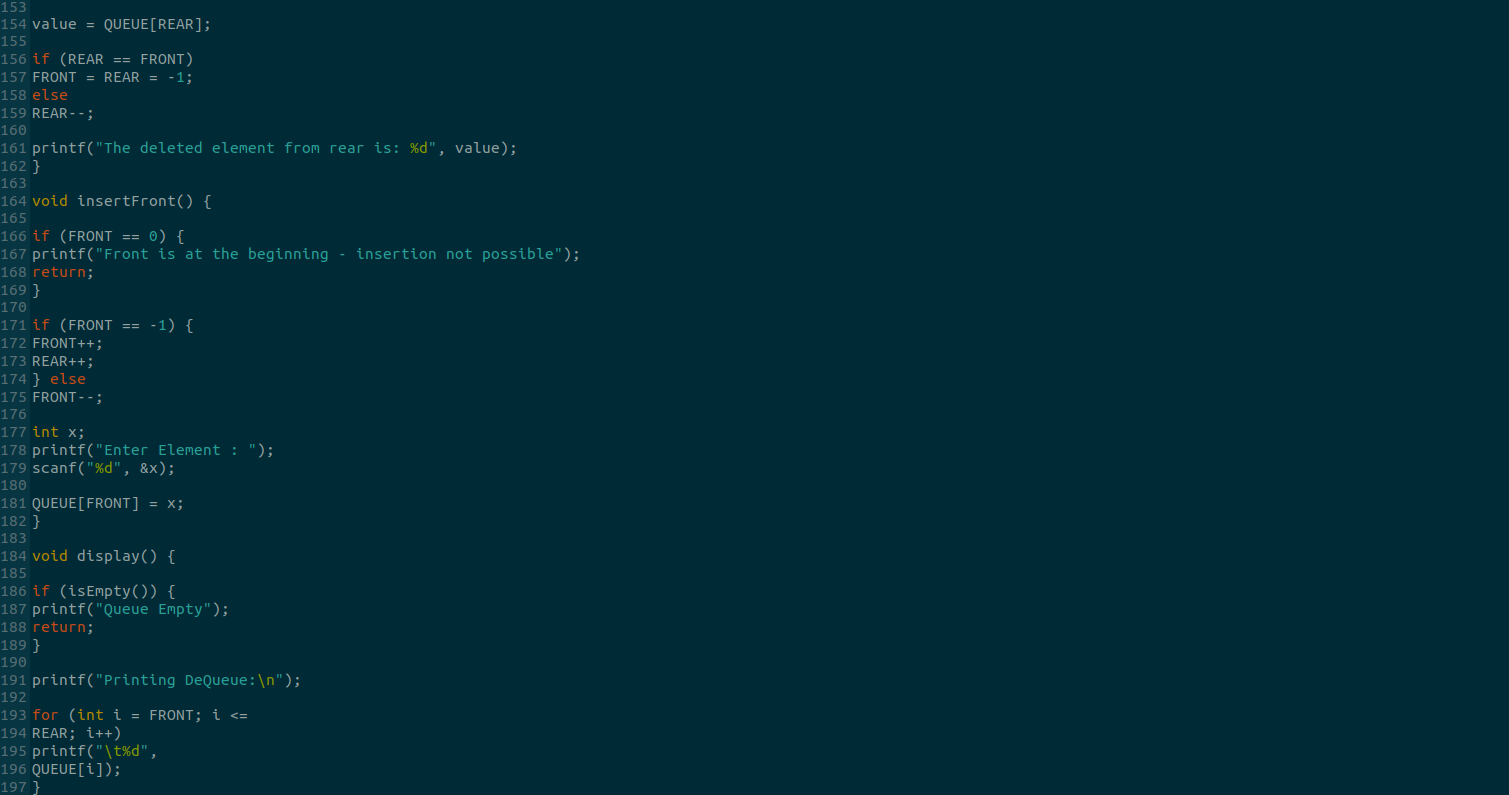 153
154 value = QUEUE[REAR];
155
156 if (REAR == FRONT)
157 FRONT = REAR = -1;
158 else
159 REAR--;
160
161 printf("The deleted element from rear is: %d", value);
162 }
163
164 void insertFront() {
165
166 if (FRONT == 0) {
167 printf("Front is at the beginning - insertion not possible");
168 return;
169 }
170
171 if (FRONT == -1) {
172 FRONT++;
173 REAR++;
174 } else
175 FRONT--;
176
177 int x;
178 printf("Enter Element : ");
179 scanf("%d", &x);
180
181 QUEUE[FRONT] = x;
182 }
183
184 void display() {
185
186 if (isEmpty()) {
187 printf("Queue Empty");
188 return;
189 }
190
191 printf("Printing DeQueue:\n");
192
193 for (int i = FRONT; i <=
194 REAR; i++)
195 printf("\t%d",
196 QUEUE[i]);
197 }